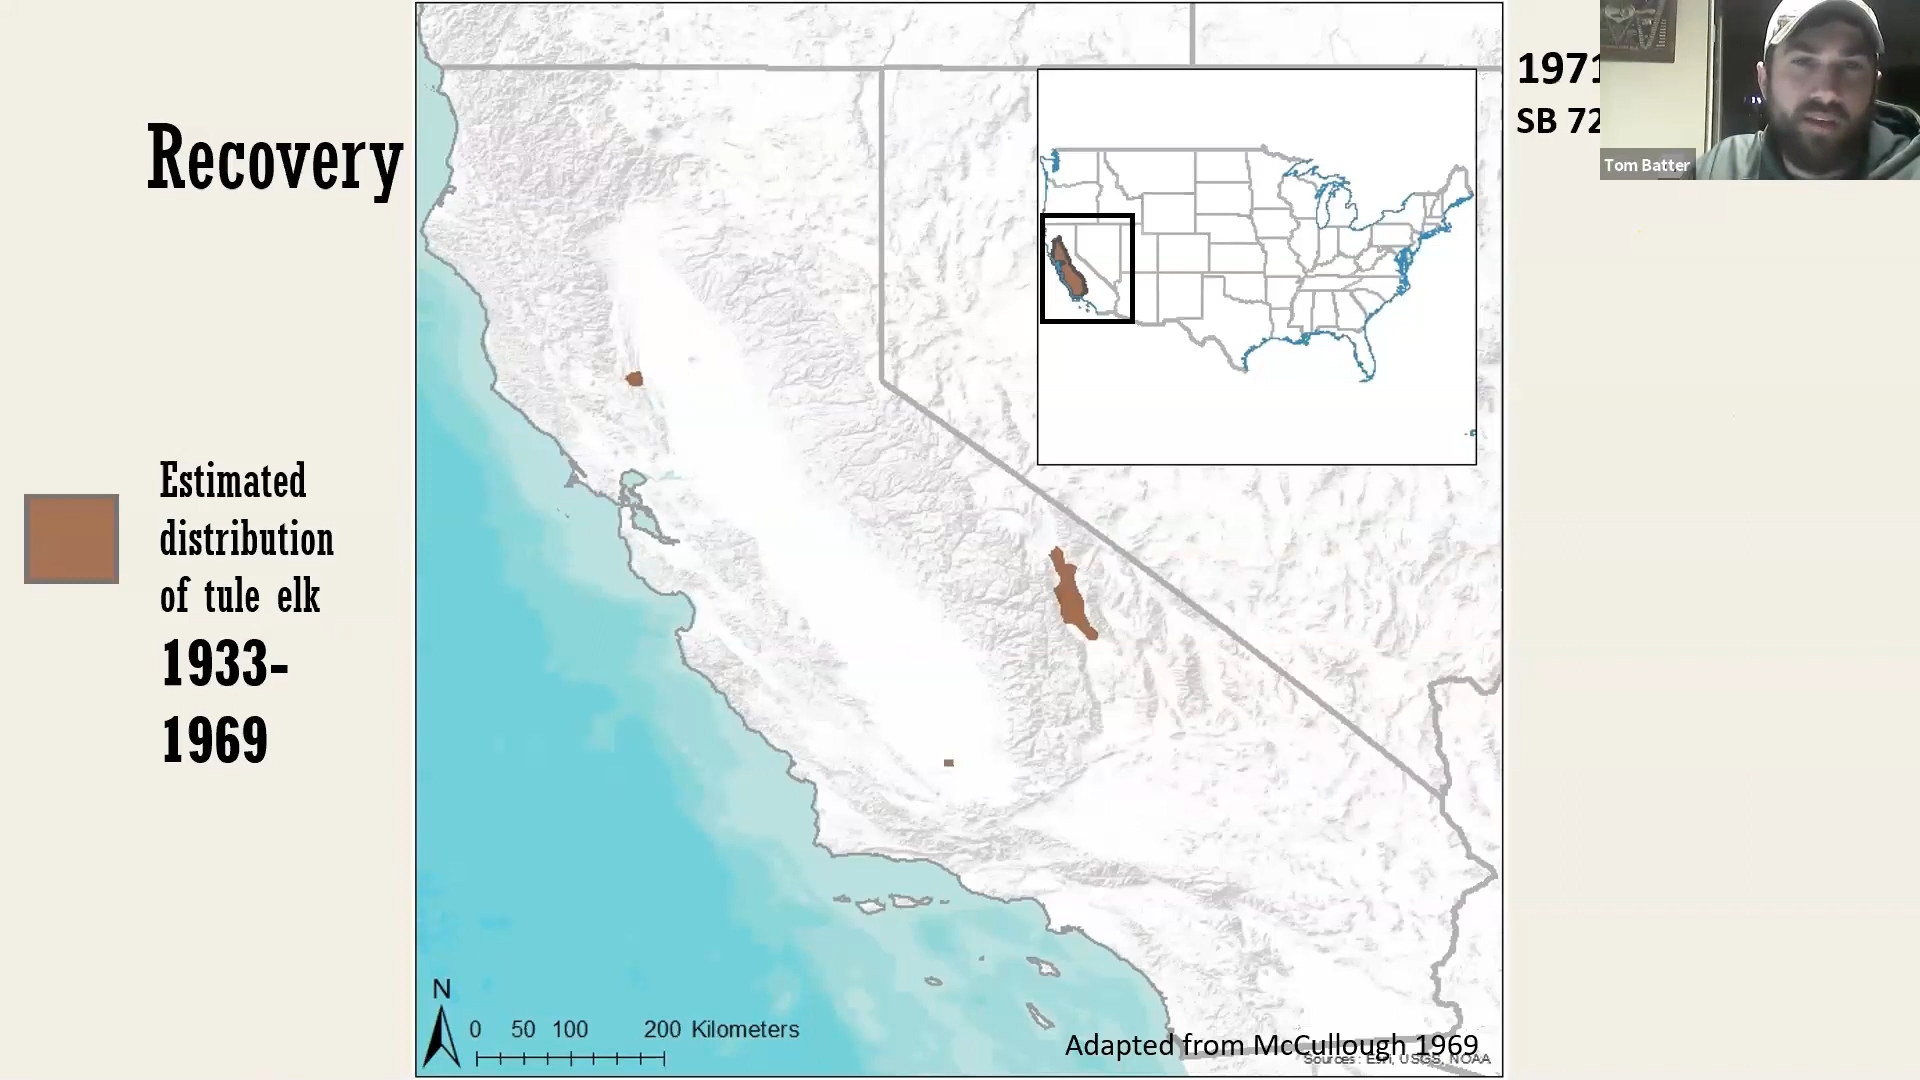 Recovery
Estimated
distribution
of tule elk
1933-
1969
N
0 50 100 200 Kilometers
Adapted from McCullough 1969
Sources: Esri, USGS, NOAA
SB 72
Tom Batter